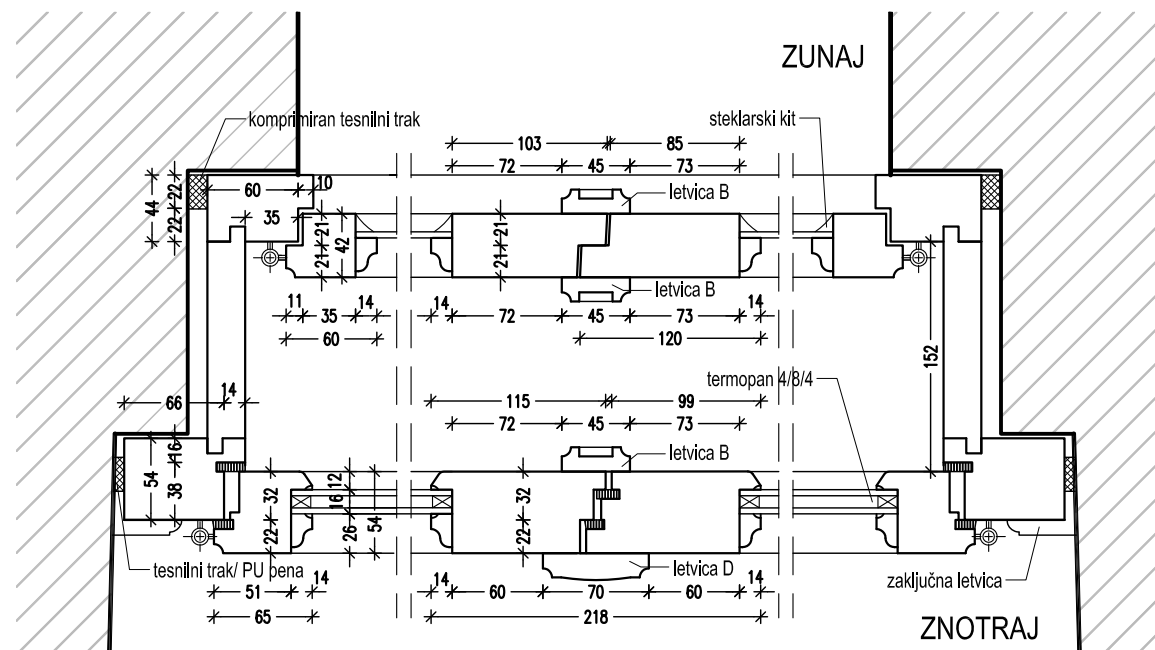 ZUNAJ
komprimiran tesnilni trak
steklarski kit
103 85
72 45 73
letvica B
60 10
44 22 22
35
21 21 42
21 21
letvica B
11 35 14
14 72 45 73 14
60
120
152
termopan 4/8/4
66 14
115 99
72 45 73
letvica B
54 16 38
32 22
12 16 26 54
32 22
tesnilni trak/ PU pena
letvica D
zaključna letvica
51 14
14 60 70 60 14
65
218
ZNOTRAJ